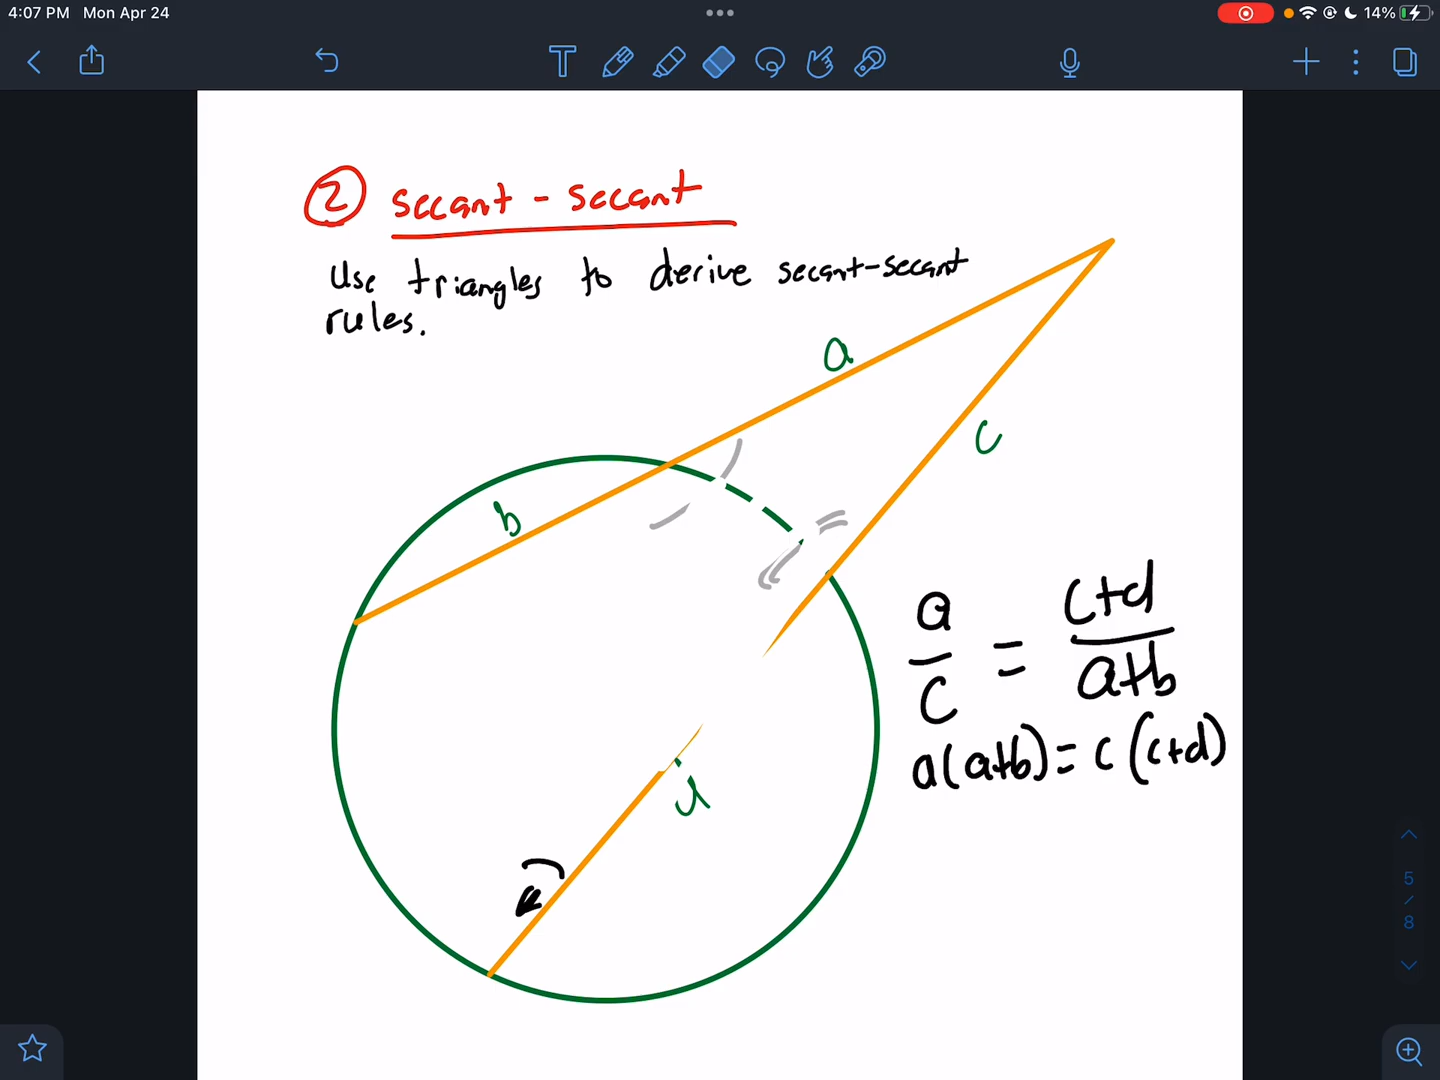 4:07 PM Mon Apr 24
14%
② secant - secant
Use triangles to derive secant-secant
rules.
a
c
b
a/c = c+d/a+b
a(a+b) = c(c+d)
5
/
8